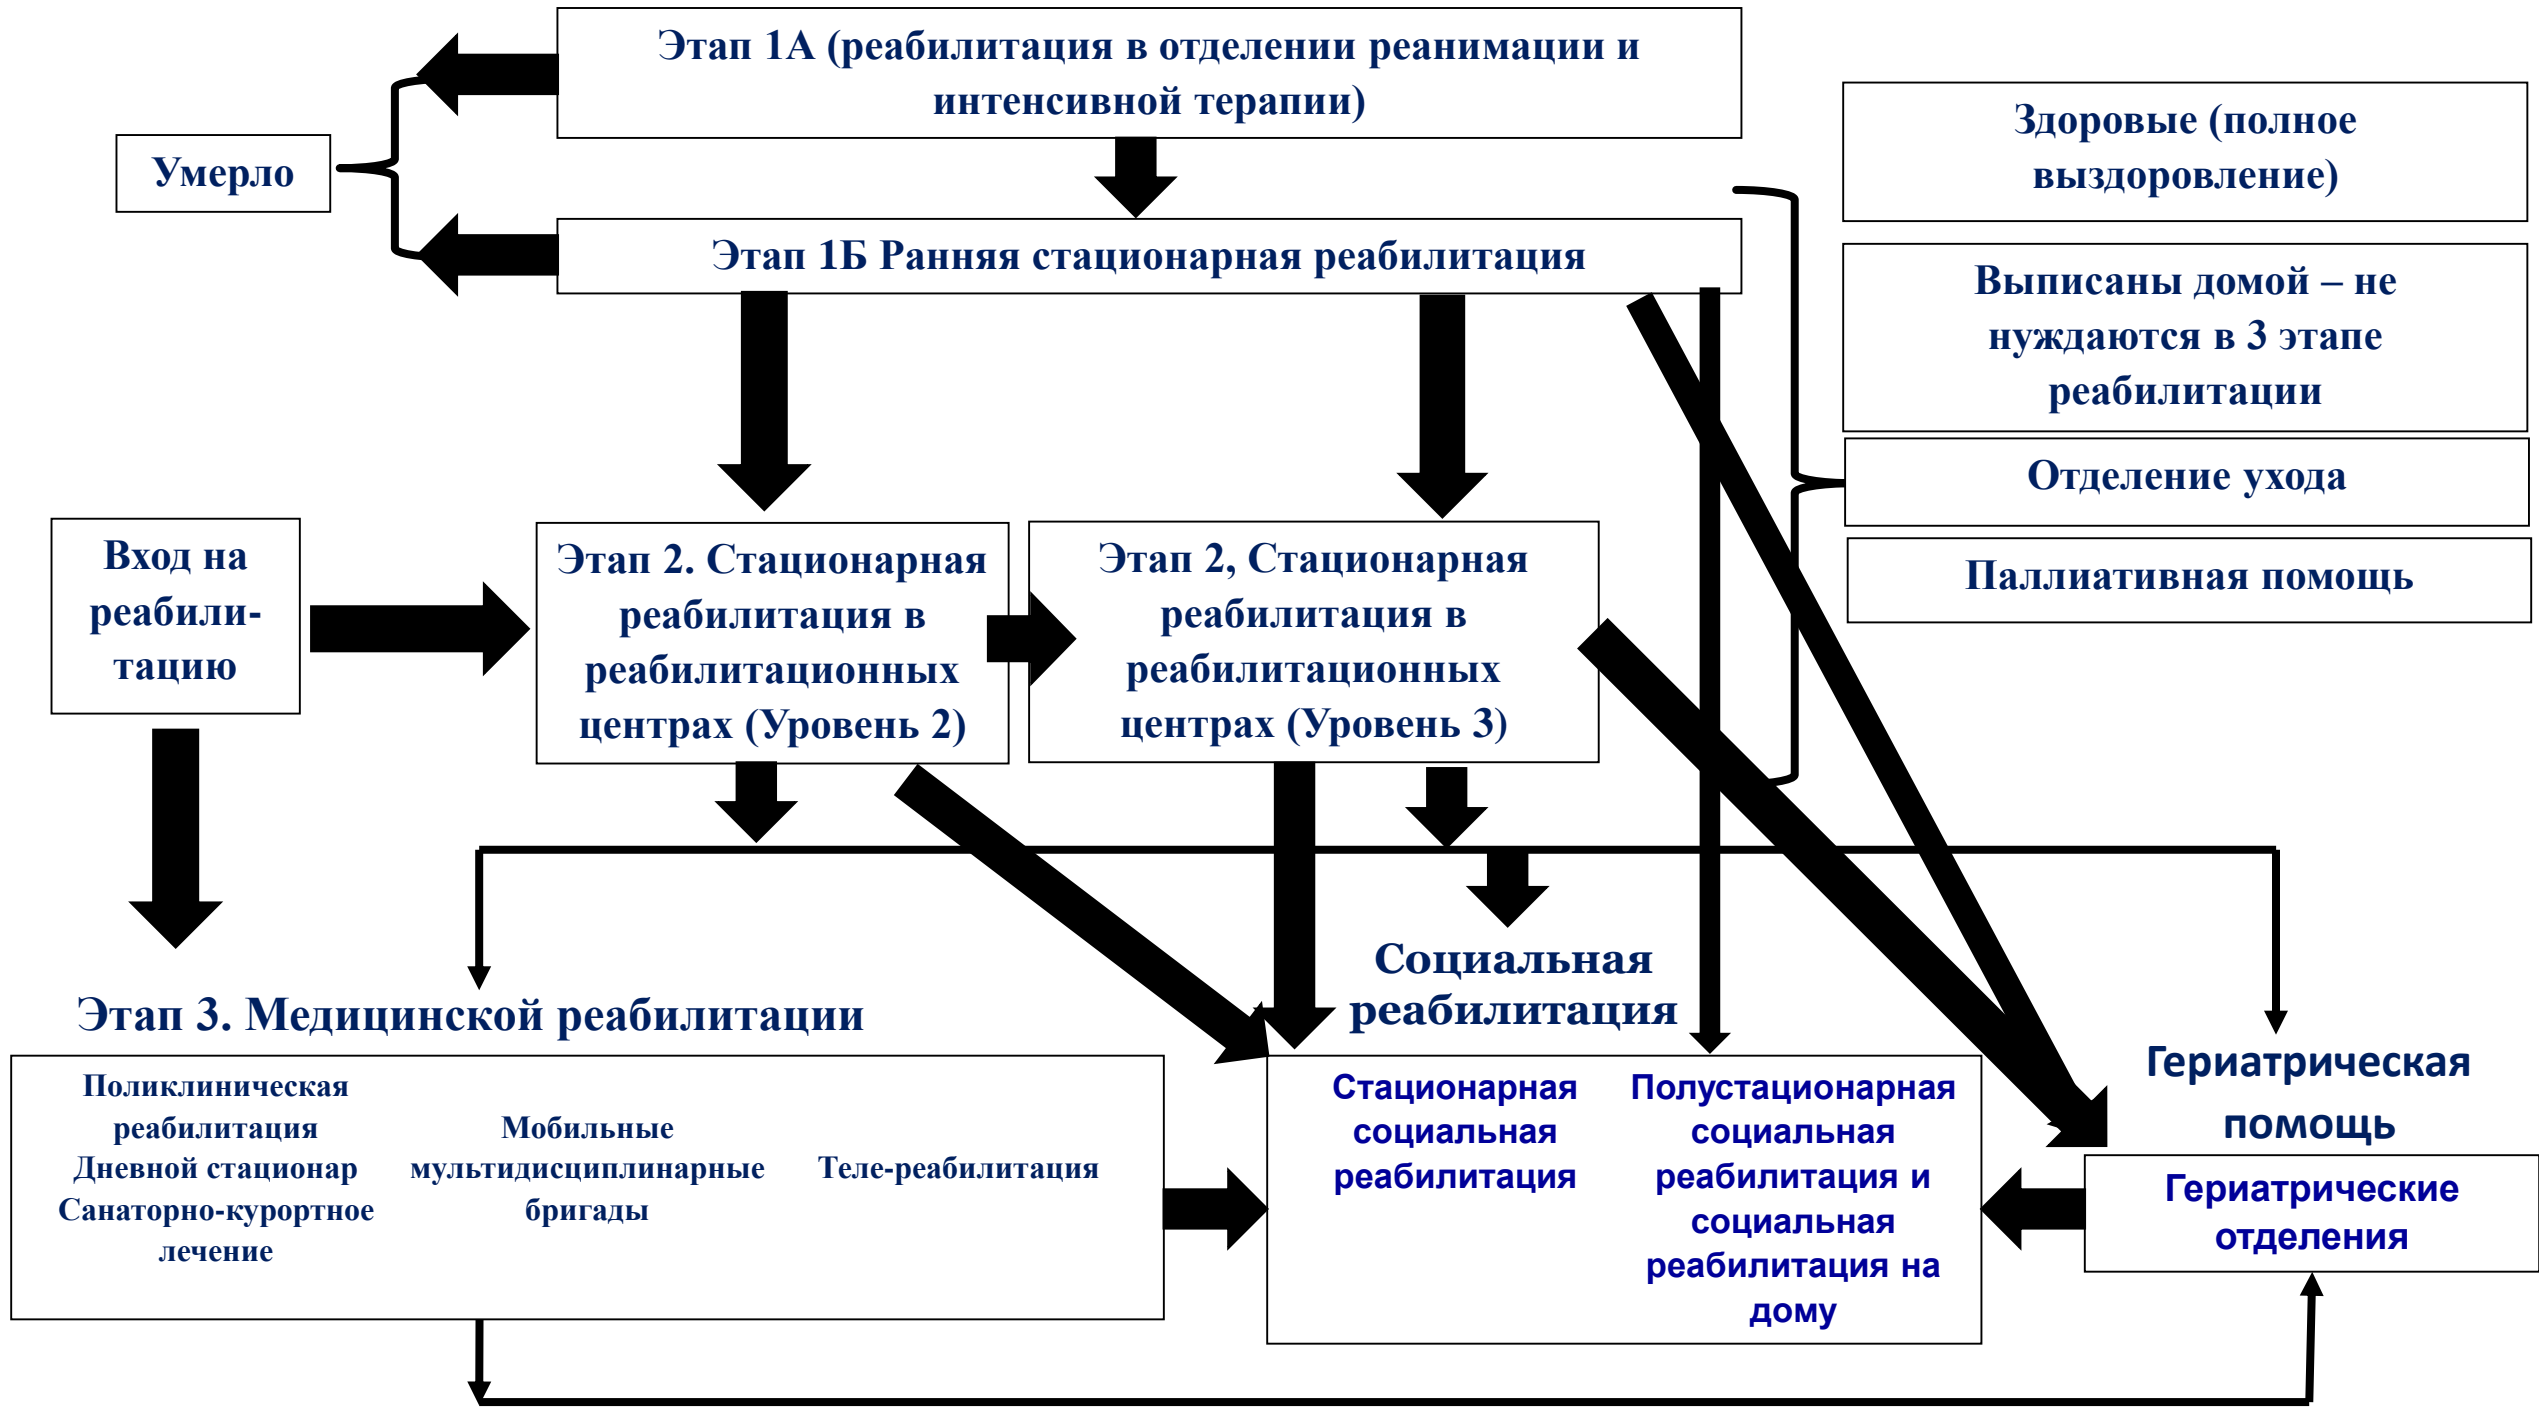 Этап 1А (реабилитация в отделении реанимации и
интенсивной терапии)
Умерло
Этап 1Б Ранняя стационарная реабилитация
Здоровые (полное
выздоровление)
Выписаны домой – не
нуждаются в 3 этапе
реабилитации
Отделение ухода
Паллиативная помощь
Вход на
реабили-
тацию
Этап 2. Стационарная
реабилитация в
реабилитационных
центрах (Уровень 2)
Этап 2, Стационарная
реабилитация в
реабилитационных
центрах (Уровень 3)
Этап 3. Медицинской реабилитации
Поликлиническая
реабилитация
Дневной стационар
Санаторно-курортное
лечение
Мобильные
мультидисциплинарные
бригады
Теле-реабилитация
Социальная
реабилитация
Стационарная
социальная
реабилитация
Полустационарная
социальная
реабилитация и
социальная
реабилитация на
дому
Гериатрическая
помощь
Гериатрические
отделения